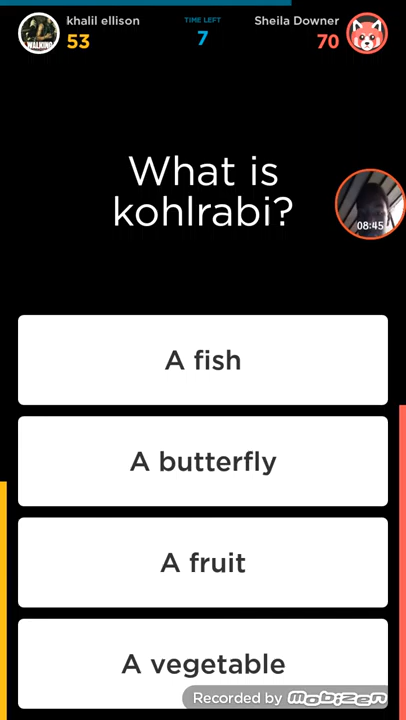 khalil ellison
53
TIME LEFT
7
Sheila Downer
70
WALKING
What is
kohlrabi?
08:45
A fish
A butterfly
A fruit
A vegetable
Recorded by MOBIZEN